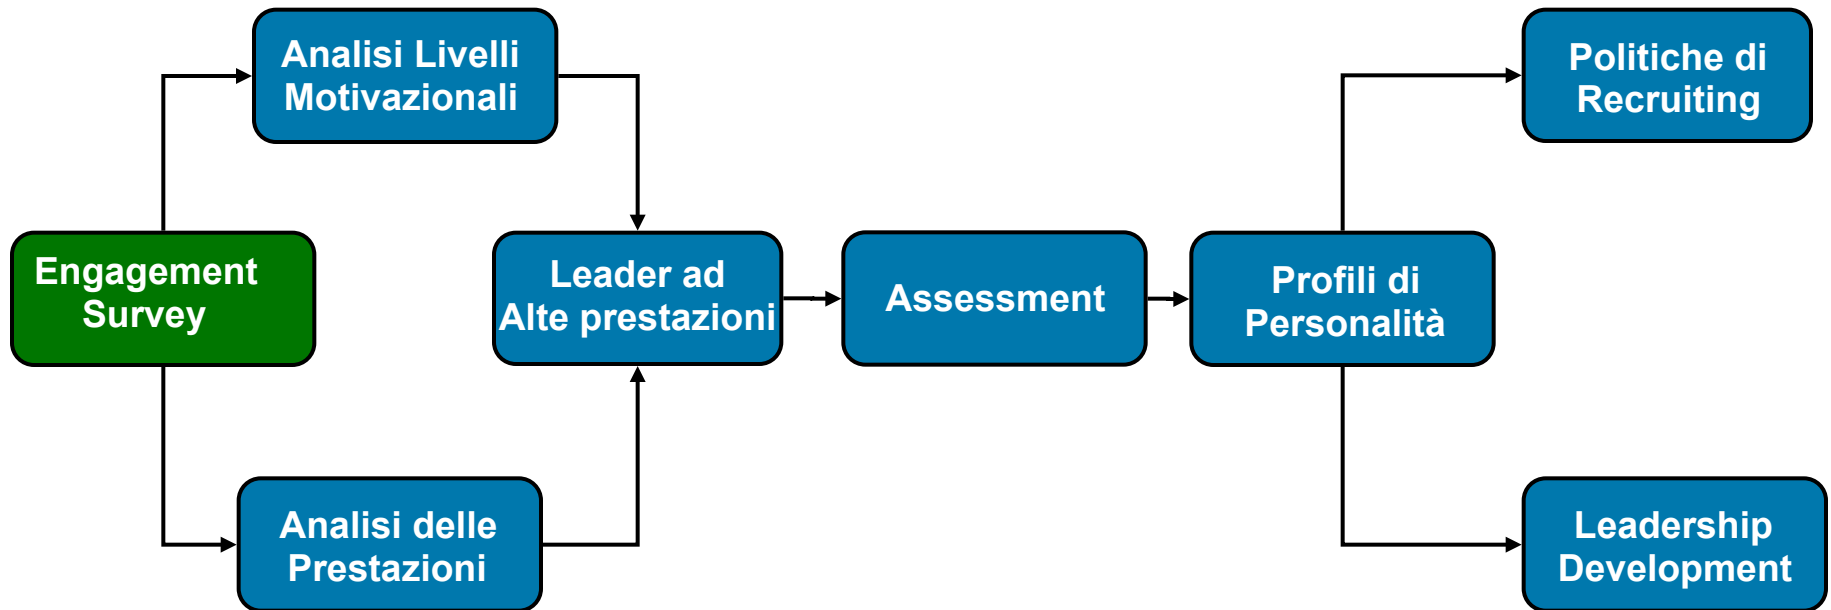 Analisi Livelli
Motivazionali
Politiche di
Recruiting
Engagement
Survey
Leader ad
Alte prestazioni
Assessment
Profili di
Personalità
Analisi delle
Prestazioni
Leadership
Development